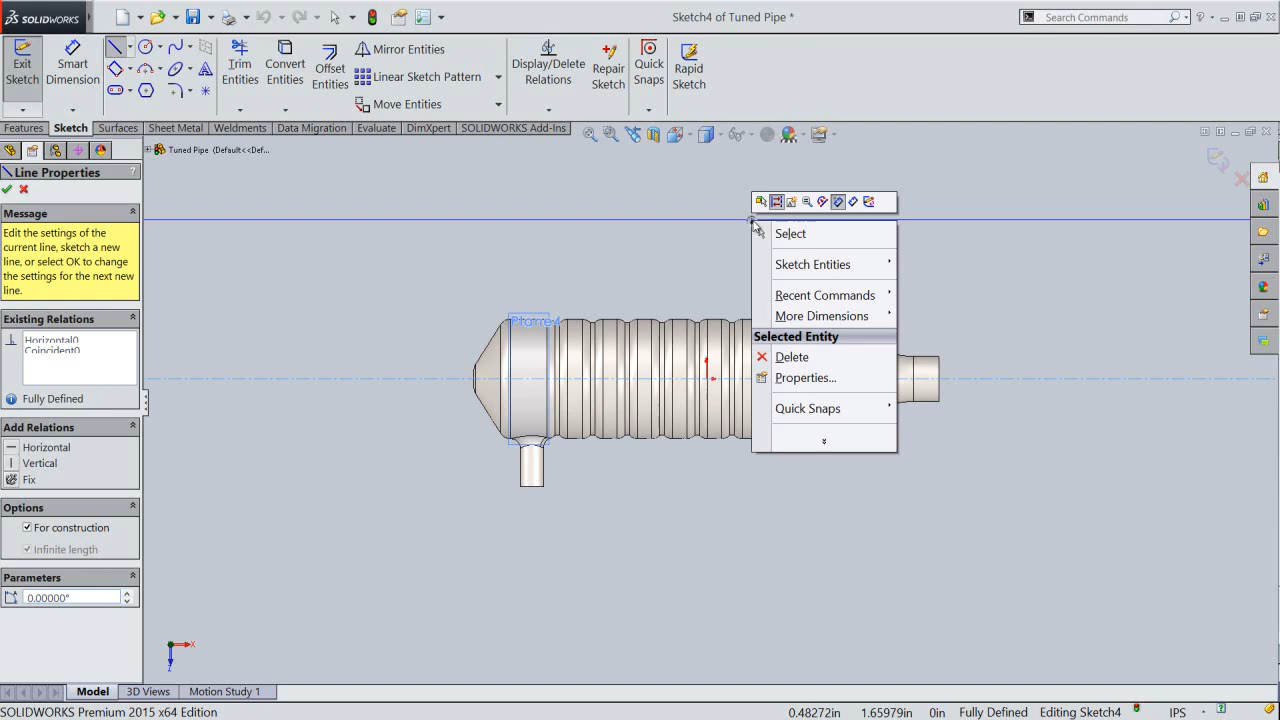 SOLIDWORKS
Sketch4 of Tuned Pipe *
Search Commands
Exit
Sketch
Smart
Dimension
Trim
Entities
Convert
Entities
Offset
Entities
Mirror Entities
Linear Sketch Pattern
Move Entities
Display/Delete
Relations
Repair
Sketch
Quick
Snaps
Rapid
Sketch
Features
Sketch
Surfaces
Sheet Metal
Weldments
Data Migration
Evaluate
DimXpert
SOLIDWORKS Add-Ins
Tuned Pipe (Default<<Def...
Line Properties
?
Message
Edit the settings of the
current line, sketch a new
line, or select OK to change
the settings for the next new
line.
Existing Relations
Horizontal0
Coincident0
Fully Defined
Add Relations
Horizontal
Vertical
Fix
Options
For construction
Infinite length
Parameters
0.00000°
Plane4
Select
Sketch Entities
Recent Commands
More Dimensions
Selected Entity
Delete
Properties...
Quick Snaps
X
Z
Model
3D Views
Motion Study 1
SOLIDWORKS Premium 2015 x64 Edition
0.48272in
1.65979in
0in
Fully Defined
Editing Sketch4
IPS